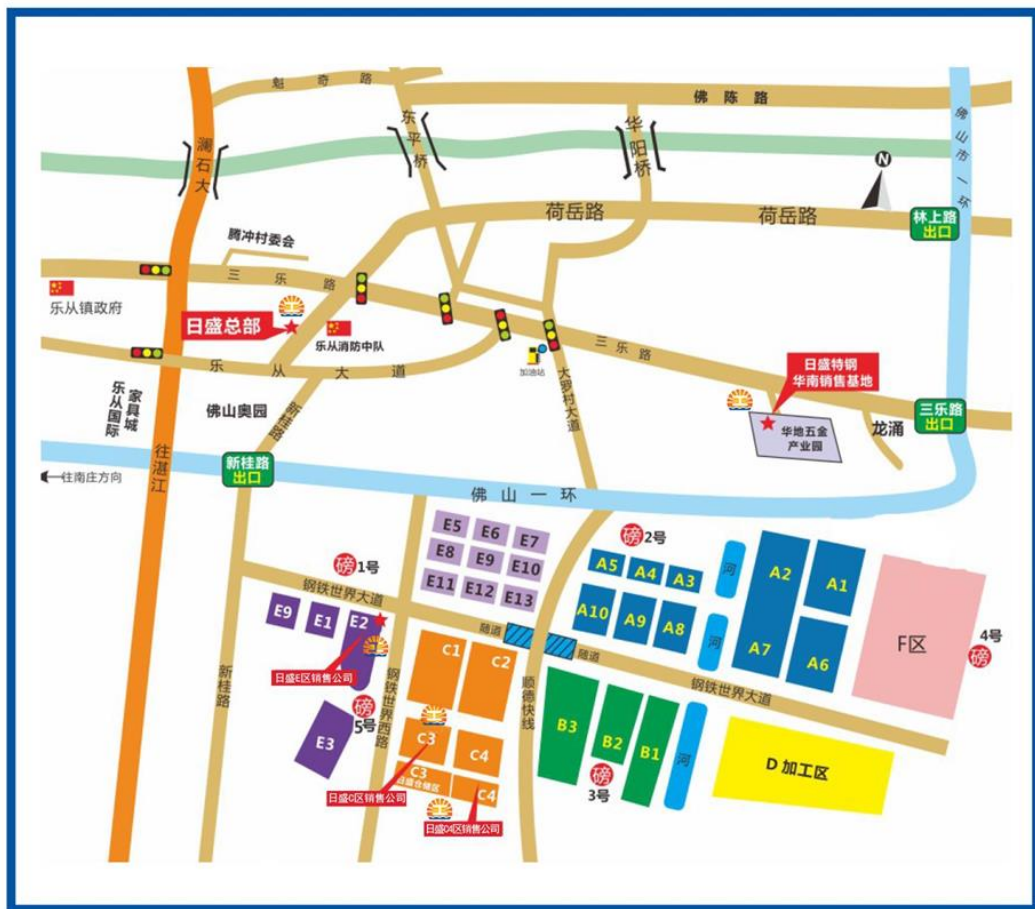 魁奇路
佛陈路
澜石大
东平桥
华阳桥
佛山市一环
N
荷岳路
荷岳路
林上路
出口
腾冲村委会
三乐路
乐从镇政府
日盛总部
乐从消防中队
三乐路
加油站
日盛特钢
华南销售基地
乐从大道
大罗村大道
家具城
乐从国际
佛山奥园
新桂路
华地五金
产业园
龙涌
三乐路
出口
往湛江
新桂路
出口
往南庄方向
佛山一环
E5
E6
E7
E8
E9
E10
E11
E12
E13
磅1号
磅2号
A5
A4
A3
河
A2
A1
钢铁世界大道
E9
E1
E2
A10
A9
A8
河
A7
A6
F区
4号
磅
隧道
隧道
日盛E区销售公司
C1
C2
钢铁世界大道
新桂路
钢铁世界西路
顺德快线
磅
5号
E3
C3
C4
B3
B2
B1
河
D加工区
C3
日盛仓储区
C4
磅
3号
日盛C区销售公司
日盛C4区销售公司